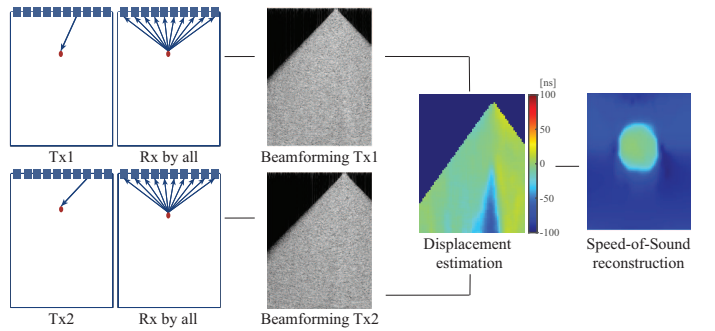 Tx1
Rx by all
Beamforming Tx1
[ns]
100
50
0
-50
-100
Displacement
estimation
Speed-of-Sound
reconstruction
Tx2
Rx by all
Beamforming Tx2